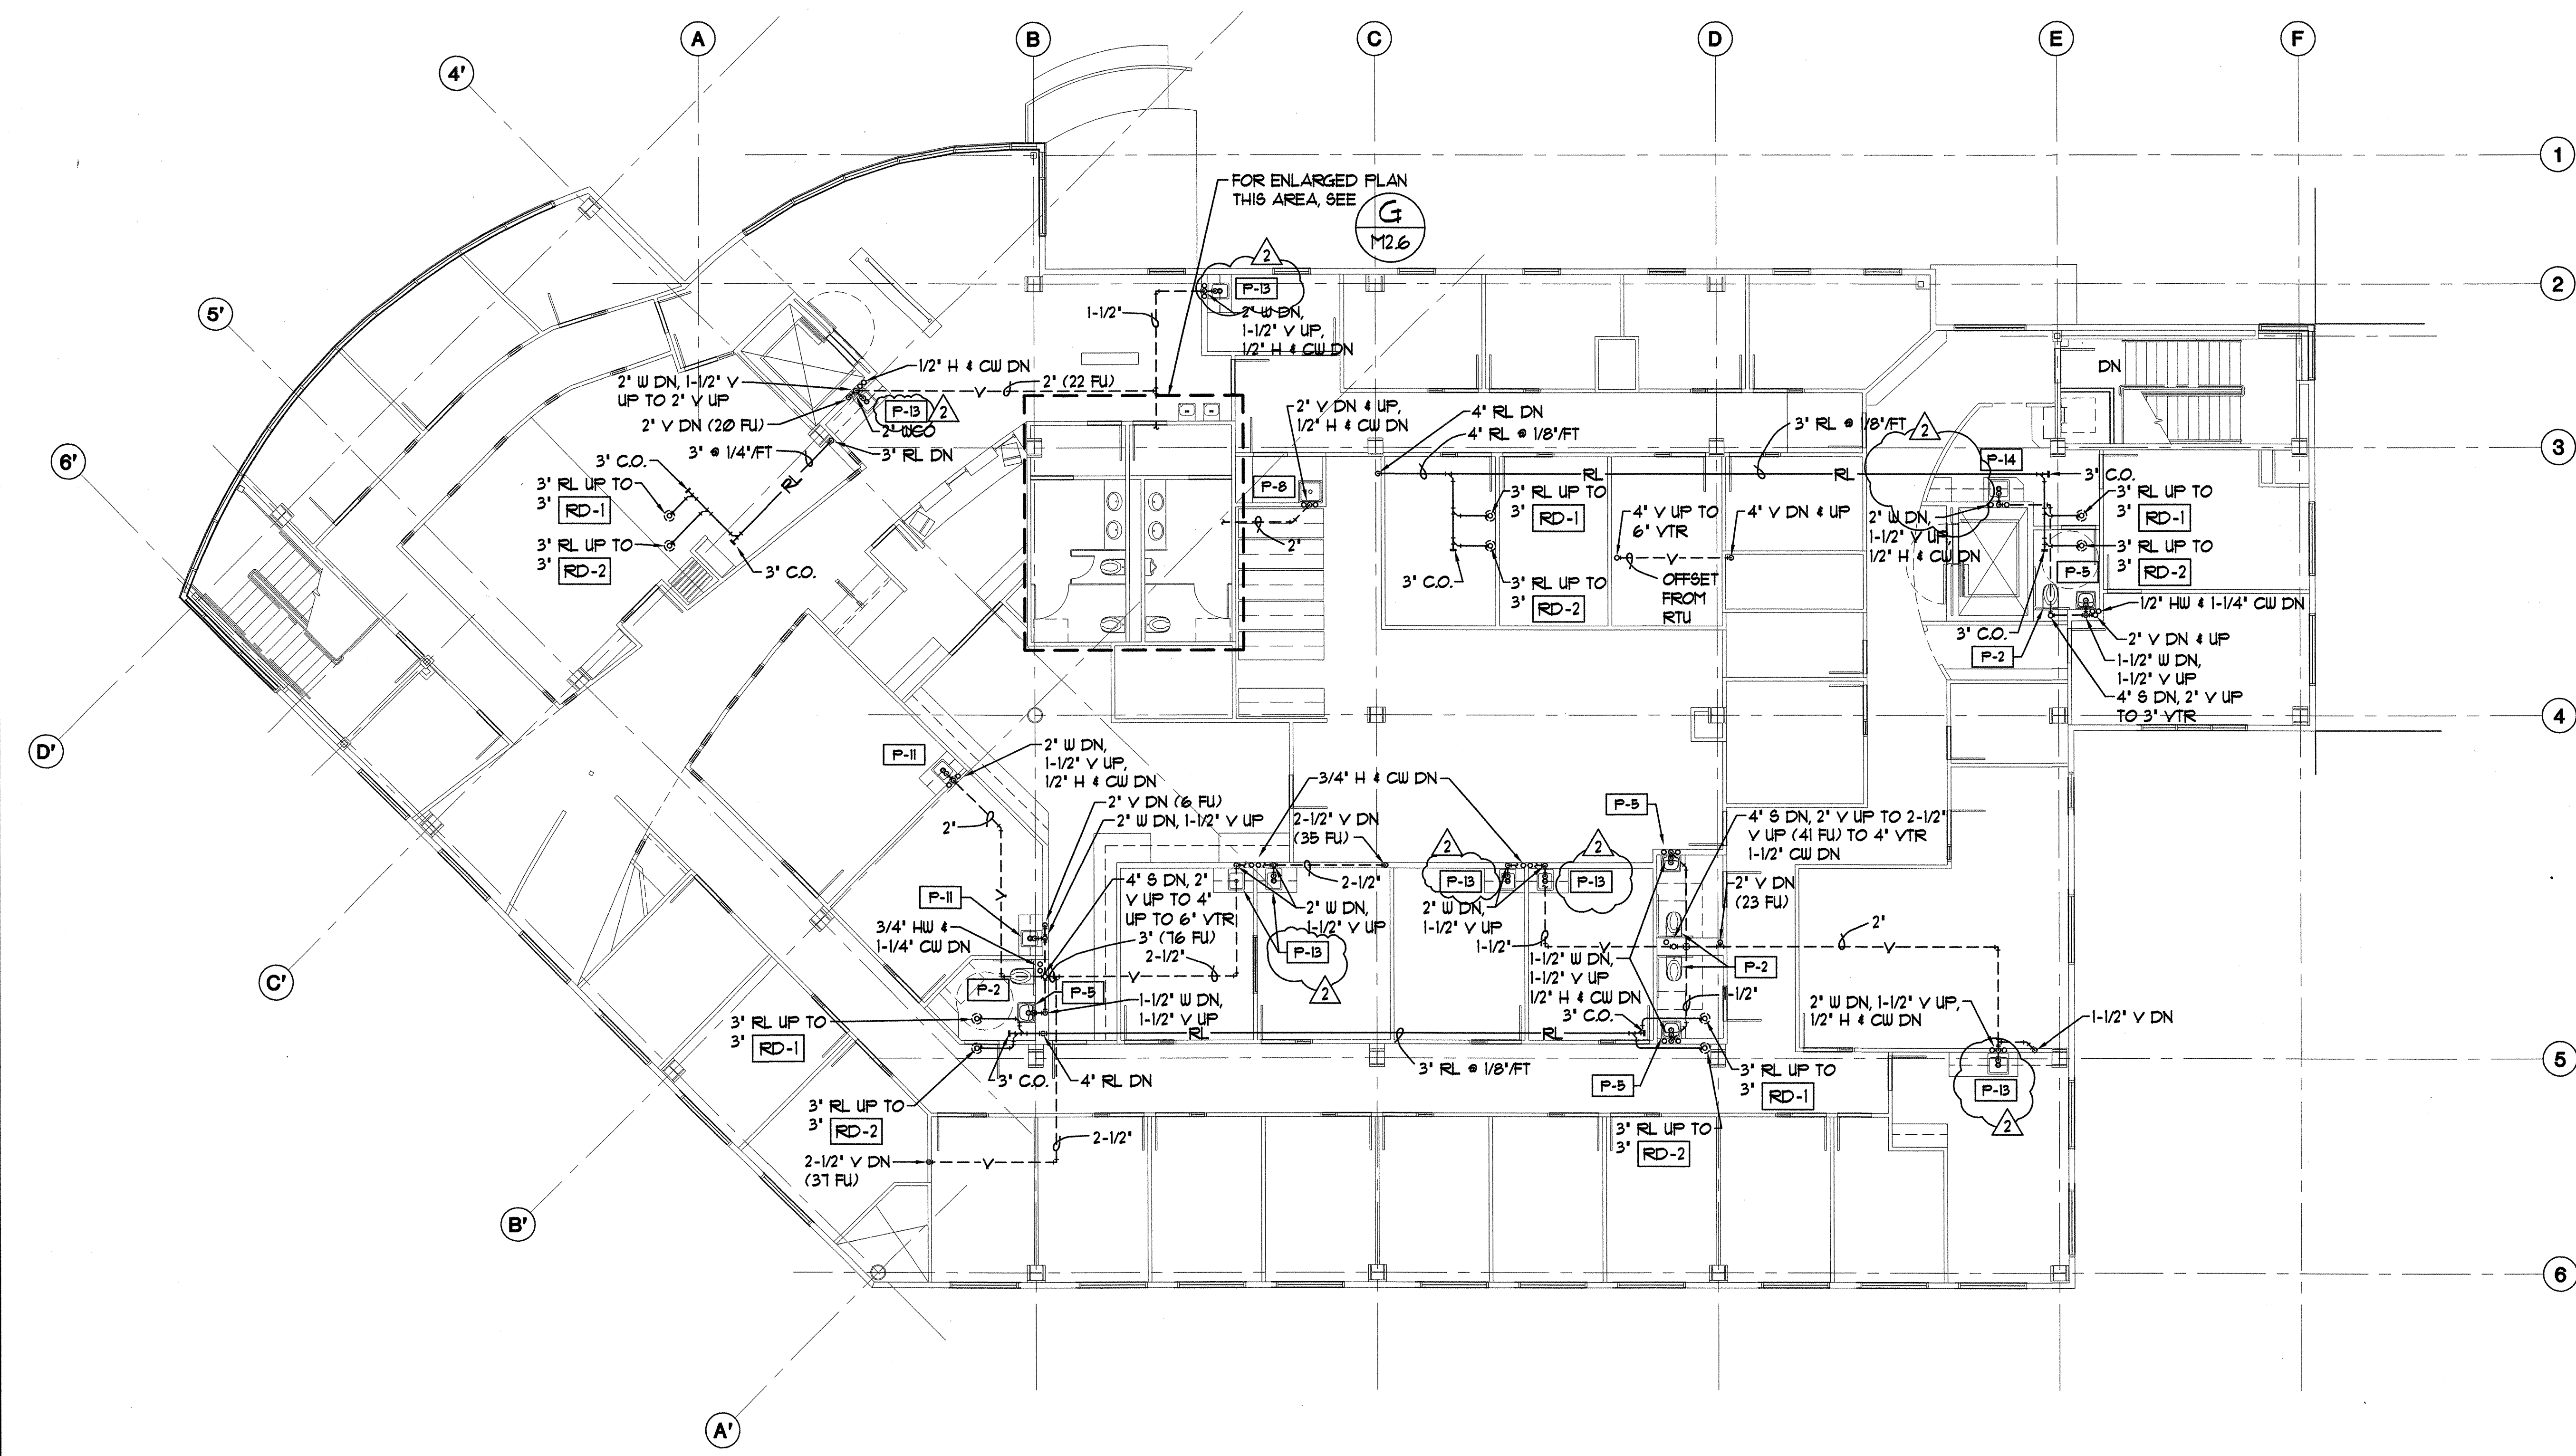 A
B
C
D
E
F
4'
5'
6'
D'
C'
B'
A'
1
2
3
4
5
6
FOR ENLARGED PLAN
THIS AREA, SEE
G
M2.6
2
P-13
1-1/2"
2" W DN,
1-1/2" V UP,
1/2" H & CW DN
1/2" H & CW DN
2" W DN, 1-1/2" V
UP TO 2" V UP
V
2" (22 FU)
2" V DN (20 FU)
P-13
2
2" WCO
3" @ 1/4"/FT
3" RL DN
RL
3" C.O.
3" RL UP TO
3" RD-1
3" RL UP TO
3" RD-2
3" C.O.
2" V DN & UP,
1/2" H & CW DN
P-8
2"
4" RL DN
4" RL @ 1/8"/FT
RL
3" RL @ 1/8"/FT
RL
3" RL UP TO
3" RD-1
3" C.O.
3" RL UP TO
3" RD-2
4" V UP TO
6" VTR
4" V DN & UP
V
OFFSET
FROM
RTU
DN
2
P-14
3" C.O.
2" W DN,
1-1/2" V UP,
1/2" H & CW DN
3" RL UP TO
3" RD-1
3" RL UP TO
3" RD-2
P-5
1/2" HW & 1-1/4" CW DN
3" C.O.
P-2
2" V DN & UP
1-1/2" W DN,
1-1/2" V UP
4" S DN, 2" V UP
TO 3" VTR
P-11
2" W DN,
1-1/2" V UP,
1/2" H & CW DN
2"
V
2" V DN (6 FU)
2" W DN, 1-1/2" V UP
3/4" H & CW DN
2-1/2" V DN
(35 FU)
2-1/2"
P-11
3/4" HW &
1-1/4" CW DN
4" S DN, 2"
V UP TO 4"
UP TO 6" VTR
3" (76 FU)
2-1/2"
V
2" W DN,
1-1/2" V UP
P-13
2
P-2
P-5
1-1/2" W DN,
1-1/2" V UP
3" RL UP TO
3" RD-1
RL
3" C.O.
4" RL DN
3" RL UP TO
3" RD-2
2-1/2"
2-1/2" V DN
(37 FU)
V
2
P-13
2
P-13
2" W DN,
1-1/2" V UP
1-1/2"
V
P-5
4" S DN, 2" V UP TO 2-1/2"
V UP (41 FU) TO 4" VTR
1-1/2" CW DN
2" V DN
(23 FU)
1-1/2" W DN,
1-1/2" V UP
1/2" H & CW DN
P-2
1-1/2"
3" C.O.
RL
3" RL @ 1/8"/FT
P-5
3" RL UP TO
3" RD-1
3" RL UP TO
3" RD-2
2"
V
2" W DN, 1-1/2" V UP,
1/2" H & CW DN
1-1/2" V DN
P-13
2